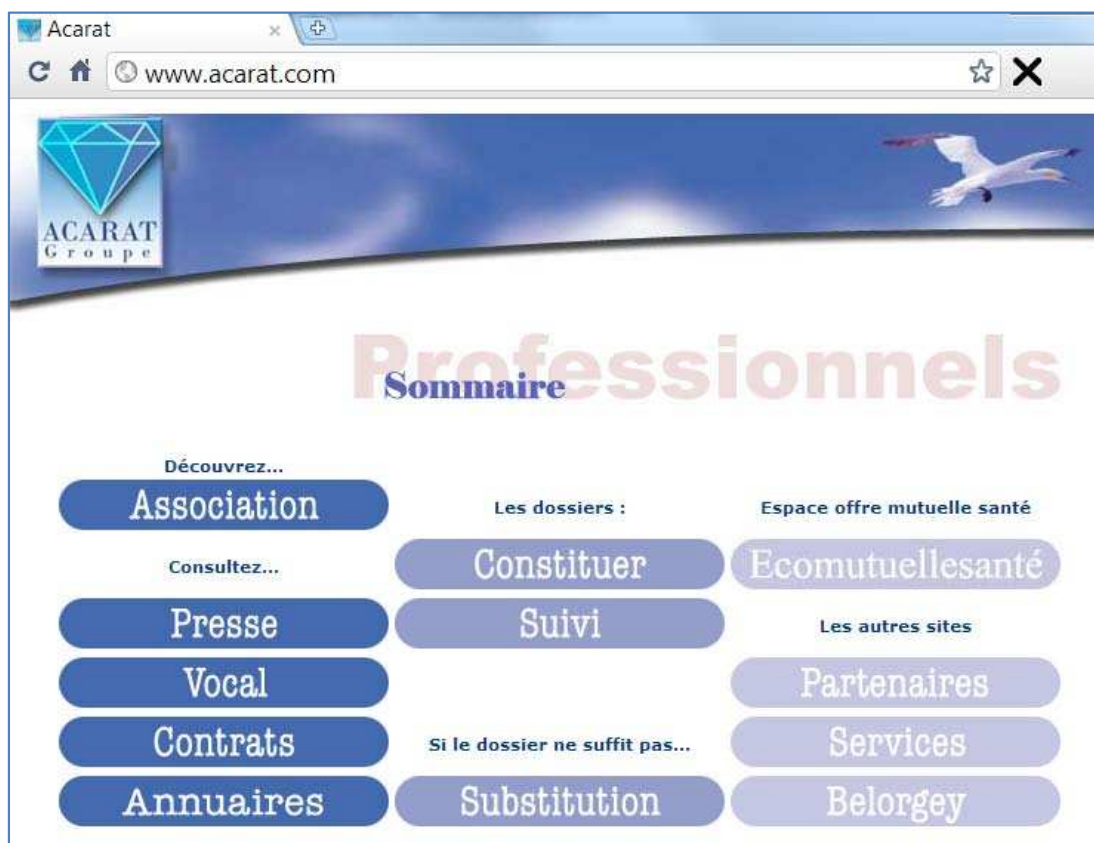 Acarat
www.acarat.com
ACARAT
Groupe
Professionnels
Sommaire
Découvrez...
Association
Consultez...
Presse
Vocal
Contrats
Annuaires
Les dossiers :
Constituer
Suivi
Si le dossier ne suffit pas...
Substitution
Espace offre mutuelle santé
Ecomutuellesanté
Les autres sites
Partenaires
Services
Belorgey